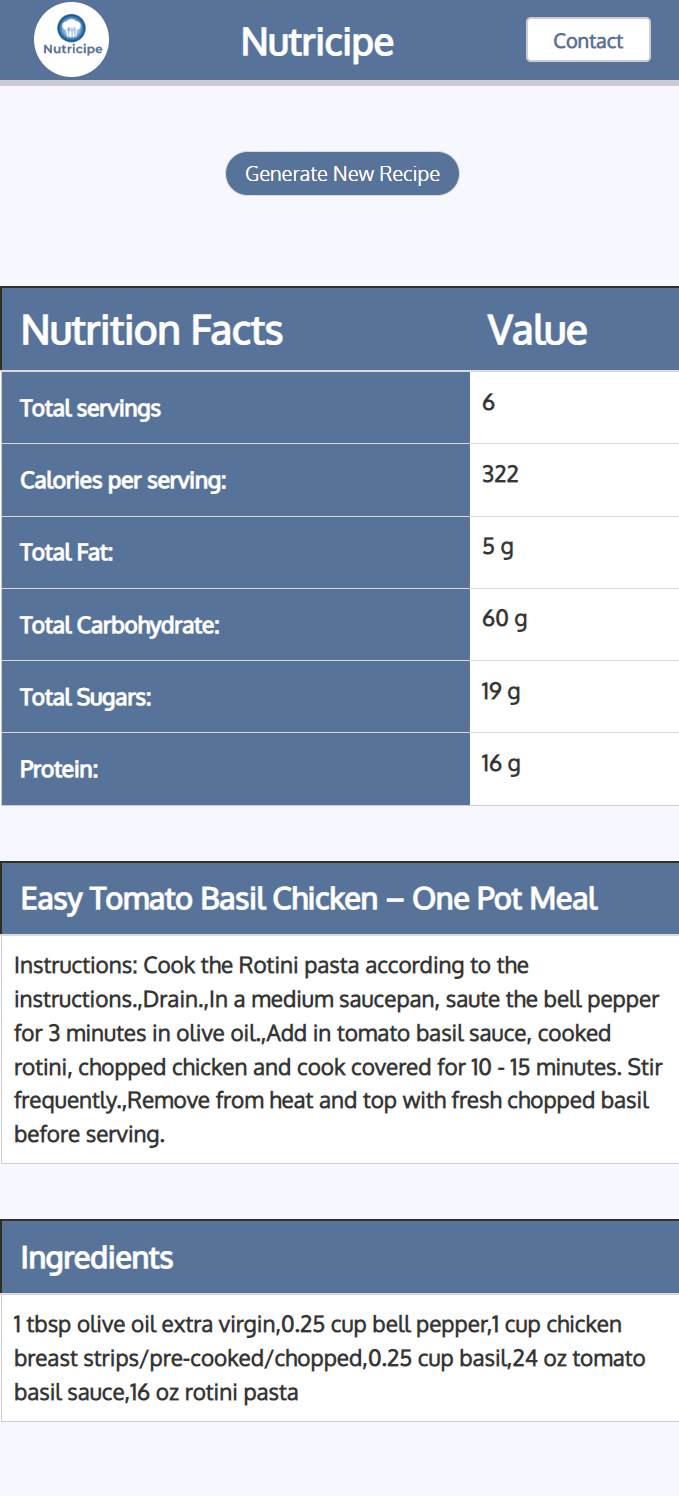 Nutricipe
Nutricipe
Contact
Generate New Recipe
Nutrition Facts Value
Total servings 6
Calories per serving: 322
Total Fat: 5 g
Total Carbohydrate: 60 g
Total Sugars: 19 g
Protein: 16 g
Easy Tomato Basil Chicken – One Pot Meal
Instructions: Cook the Rotini pasta according to the
instructions.,Drain.,In a medium saucepan, saute the bell pepper
for 3 minutes in olive oil.,Add in tomato basil sauce, cooked
rotini, chopped chicken and cook covered for 10 - 15 minutes. Stir
frequently.,Remove from heat and top with fresh chopped basil
before serving.
Ingredients
1 tbsp olive oil extra virgin,0.25 cup bell pepper,1 cup chicken
breast strips/pre-cooked/chopped,0.25 cup basil,24 oz tomato
basil sauce,16 oz rotini pasta